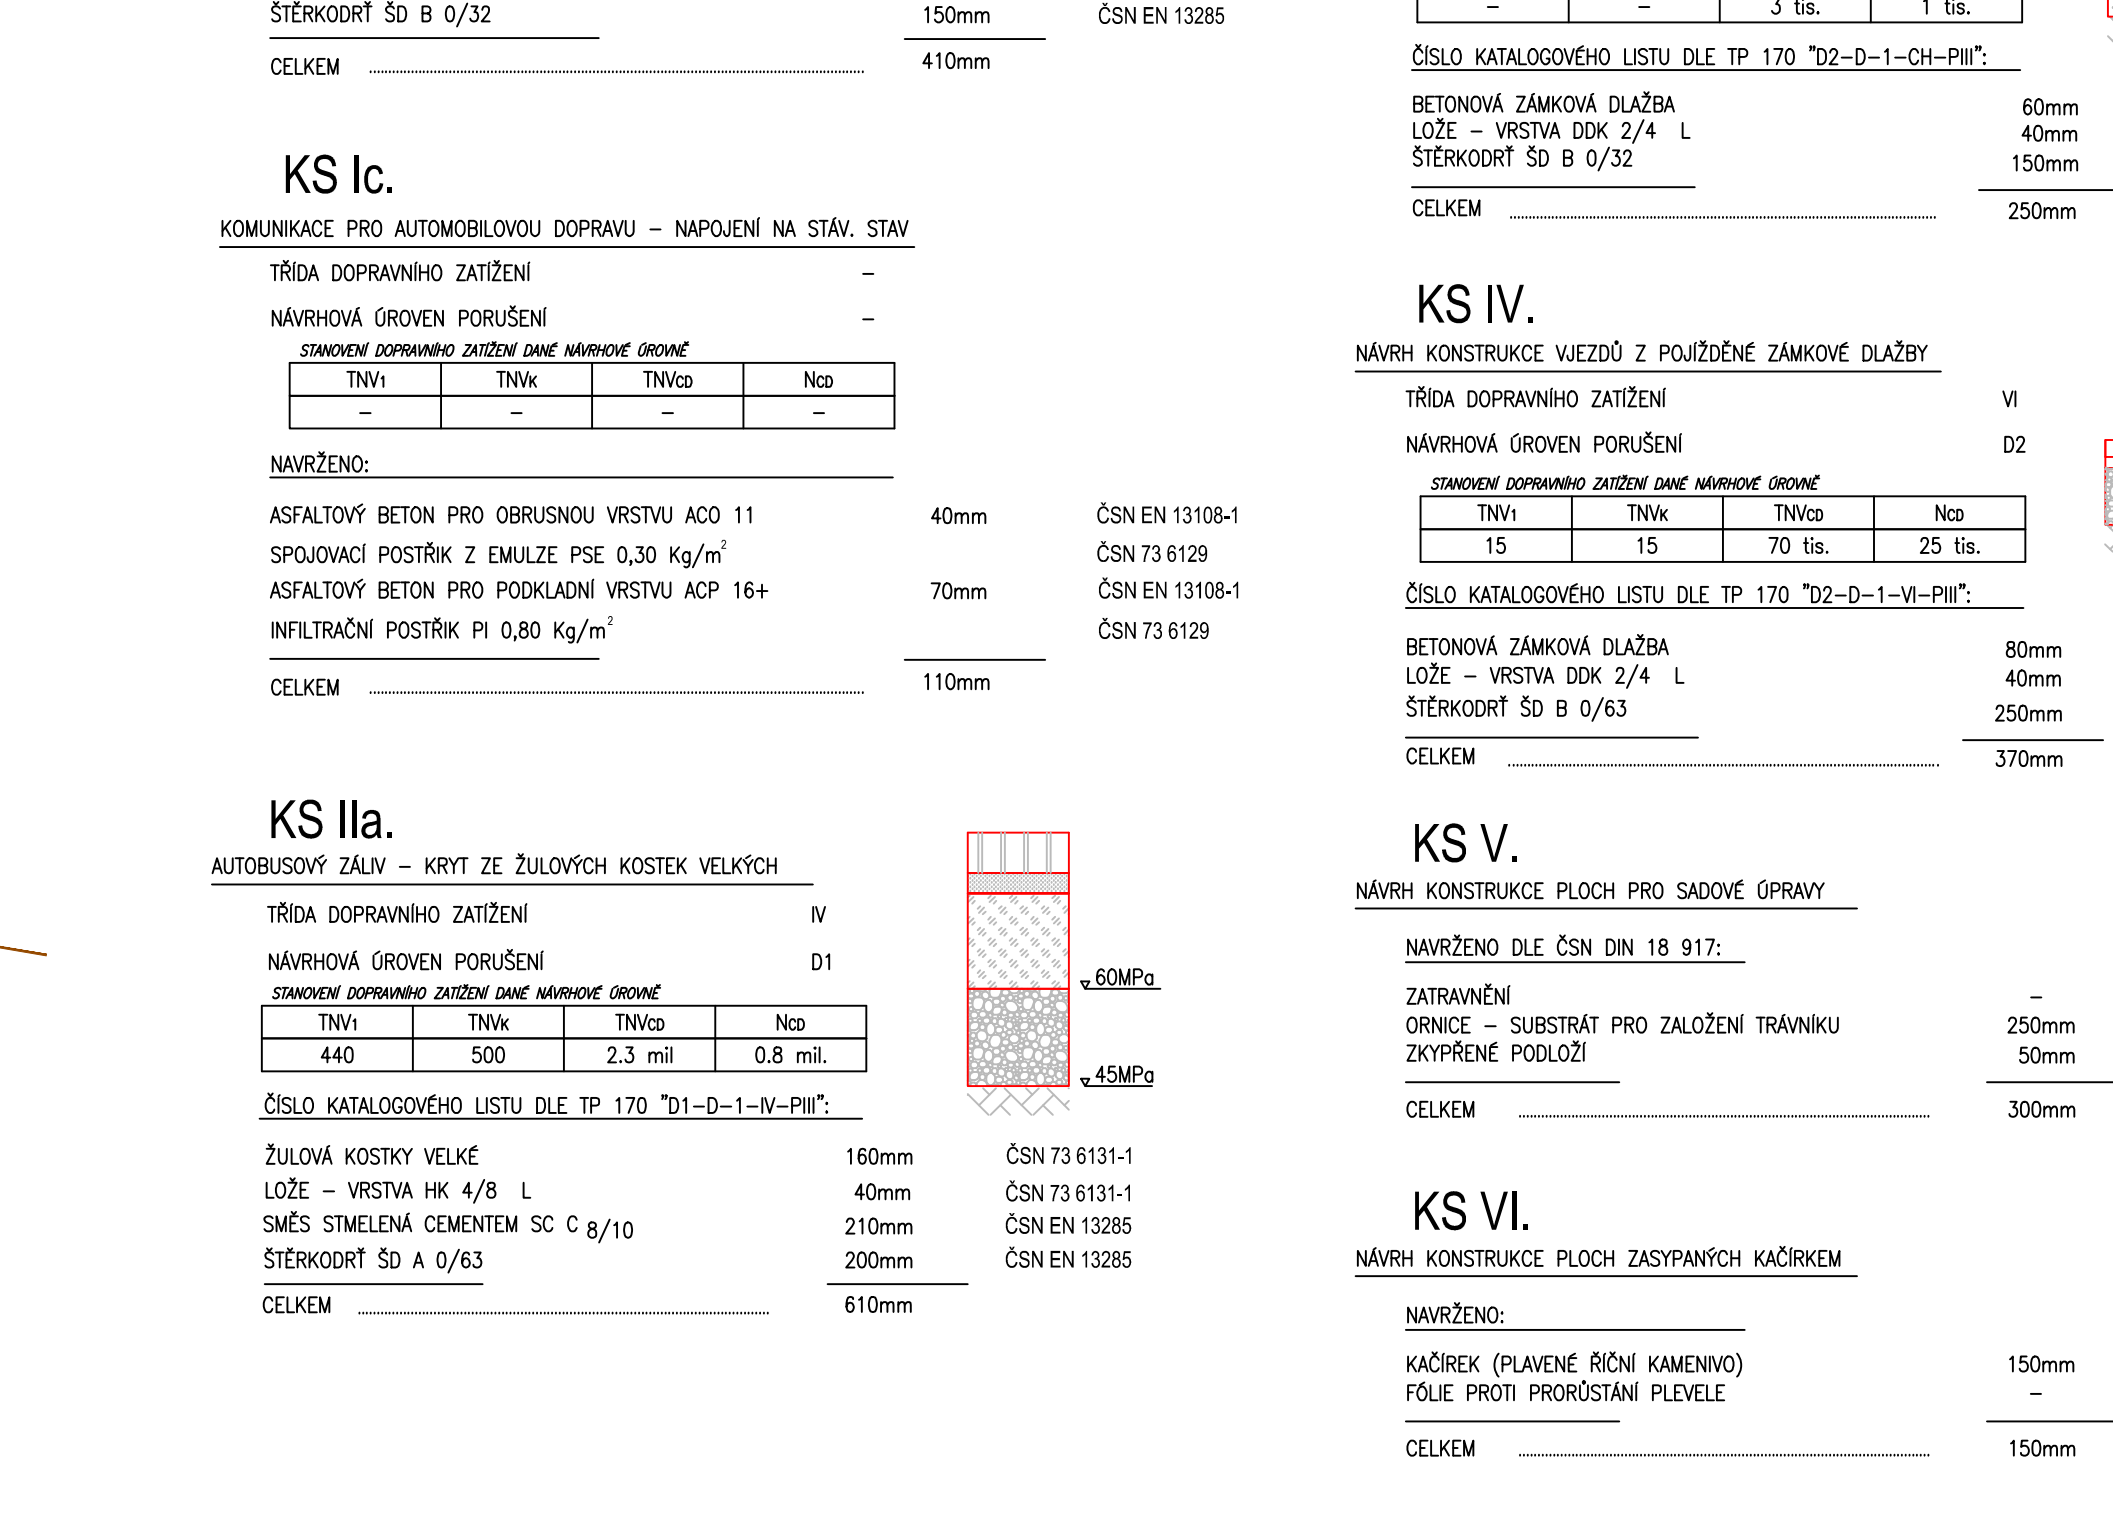 ŠTĚRKODRŤ ŠD B 0/32 150mm ČSN EN 13285
CELKEM 410mm
KS Ic.
KOMUNIKACE PRO AUTOMOBILOVOU DOPRAVU – NAPOJENÍ NA STÁV. STAV
TŘÍDA DOPRAVNÍHO ZATÍŽENÍ –
NÁVRHOVÁ ÚROVEN PORUŠENÍ –
STANOVENÍ DOPRAVNÍHO ZATÍŽENÍ DANÉ NÁVRHOVÉ ÚROVNĚ
TNV1 TNVK TNVCD NCD
– – – –
NAVRŽENO:
ASFALTOVÝ BETON PRO OBRUSNOU VRSTVU ACO 11 40mm ČSN EN 13108-1
SPOJOVACÍ POSTŘIK Z EMULZE PSE 0,30 Kg/m² ČSN 73 6129
ASFALTOVÝ BETON PRO PODKLADNÍ VRSTVU ACP 16+ 70mm ČSN EN 13108-1
INFILTRAČNÍ POSTŘIK PI 0,80 Kg/m² ČSN 73 6129
CELKEM 110mm
KS IIa.
AUTOBUSOVÝ ZÁLIV – KRYT ZE ŽULOVÝCH KOSTEK VELKÝCH
TŘÍDA DOPRAVNÍHO ZATÍŽENÍ IV
NÁVRHOVÁ ÚROVEN PORUŠENÍ D1
STANOVENÍ DOPRAVNÍHO ZATÍŽENÍ DANÉ NÁVRHOVÉ ÚROVNĚ
TNV1 TNVK TNVCD NCD
440 500 2.3 mil 0.8 mil.
60MPa
45MPa
ČÍSLO KATALOGOVÉHO LISTU DLE TP 170 "D1–D–1–IV–PIII":
ŽULOVÁ KOSTKY VELKÉ 160mm ČSN 73 6131-1
LOŽE – VRSTVA HK 4/8 L 40mm ČSN 73 6131-1
SMĚS STMELENÁ CEMENTEM SC C 8/10 210mm ČSN EN 13285
ŠTĚRKODRŤ ŠD A 0/63 200mm ČSN EN 13285
CELKEM 610mm
– – 3 tis. 1 tis.
ČÍSLO KATALOGOVÉHO LISTU DLE TP 170 "D2–D–1–CH–PIII":
BETONOVÁ ZÁMKOVÁ DLAŽBA 60mm
LOŽE – VRSTVA DDK 2/4 L 40mm
ŠTĚRKODRŤ ŠD B 0/32 150mm
CELKEM 250mm
KS IV.
NÁVRH KONSTRUKCE VJEZDŮ Z POJÍŽDĚNÉ ZÁMKOVÉ DLAŽBY
TŘÍDA DOPRAVNÍHO ZATÍŽENÍ VI
NÁVRHOVÁ ÚROVEN PORUŠENÍ D2
STANOVENÍ DOPRAVNÍHO ZATÍŽENÍ DANÉ NÁVRHOVÉ ÚROVNĚ
TNV1 TNVK TNVCD NCD
15 15 70 tis. 25 tis.
ČÍSLO KATALOGOVÉHO LISTU DLE TP 170 "D2–D–1–VI–PIII":
BETONOVÁ ZÁMKOVÁ DLAŽBA 80mm
LOŽE – VRSTVA DDK 2/4 L 40mm
ŠTĚRKODRŤ ŠD B 0/63 250mm
CELKEM 370mm
KS V.
NÁVRH KONSTRUKCE PLOCH PRO SADOVÉ ÚPRAVY
NAVRŽENO DLE ČSN DIN 18 917:
ZATRAVNĚNÍ –
ORNICE – SUBSTRÁT PRO ZALOŽENÍ TRÁVNÍKU 250mm
ZKYPŘENÉ PODLOŽÍ 50mm
CELKEM 300mm
KS VI.
NÁVRH KONSTRUKCE PLOCH ZASYPANÝCH KAČÍRKEM
NAVRŽENO:
KAČÍREK (PLAVENÉ ŘÍČNÍ KAMENIVO) 150mm
FÓLIE PROTI PRORŮSTÁNÍ PLEVELE –
CELKEM 150mm